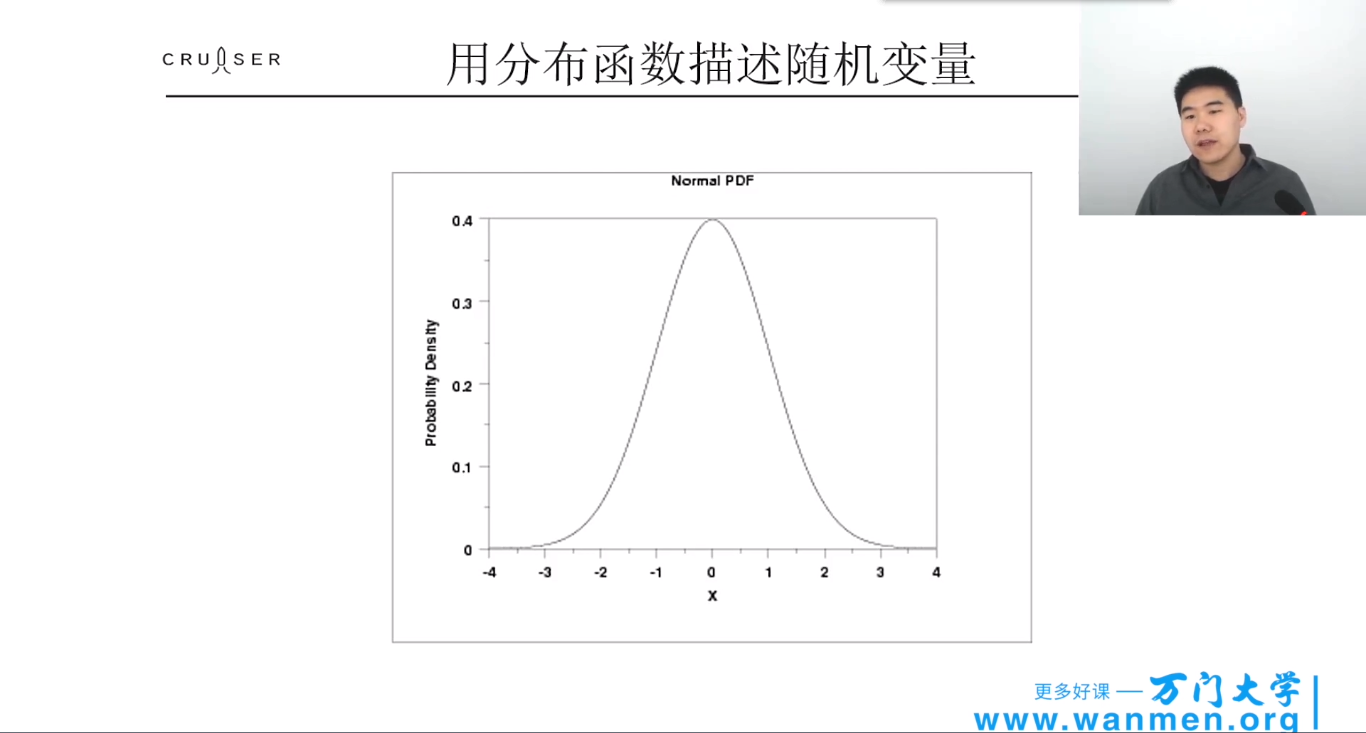 CRUISER
用分布函数描述随机变量
Normal PDF
0.4
0.3
0.2
0.1
0
Probability Density
-4 -3 -2 -1 0 1 2 3 4
X
更多好课 — 万门大学
www.wanmen.org